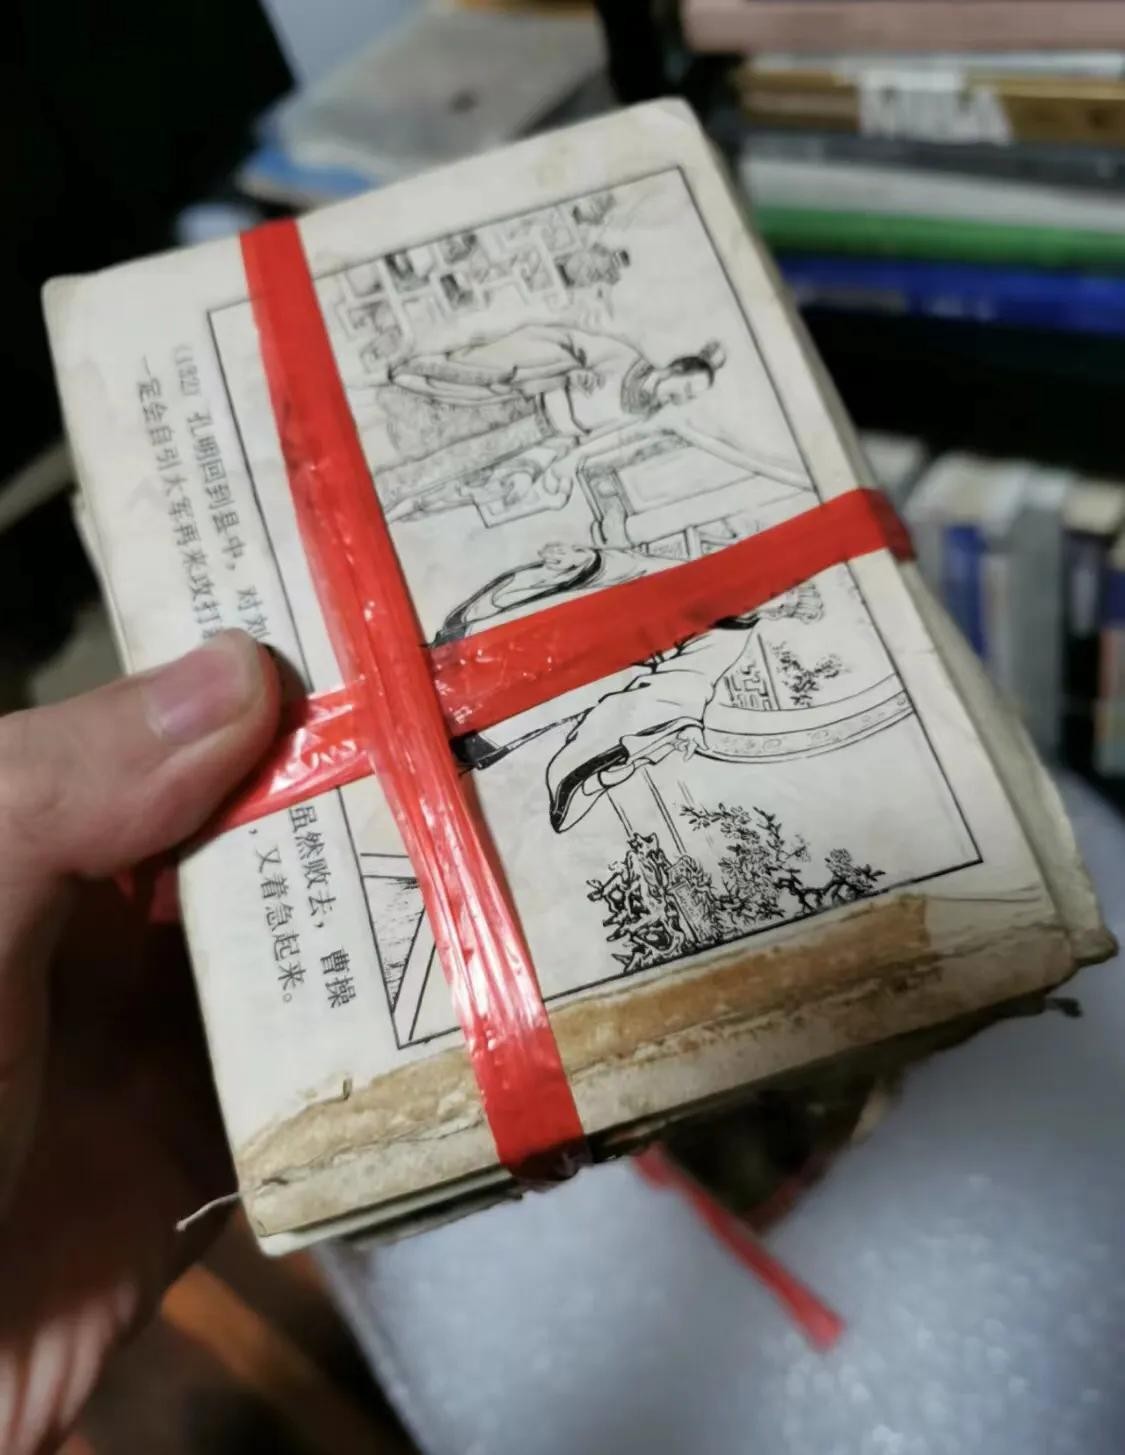 孔明回到县中，对刘 虽然败去，曹操
一定会自引大军再来攻打 ，又着急起来。